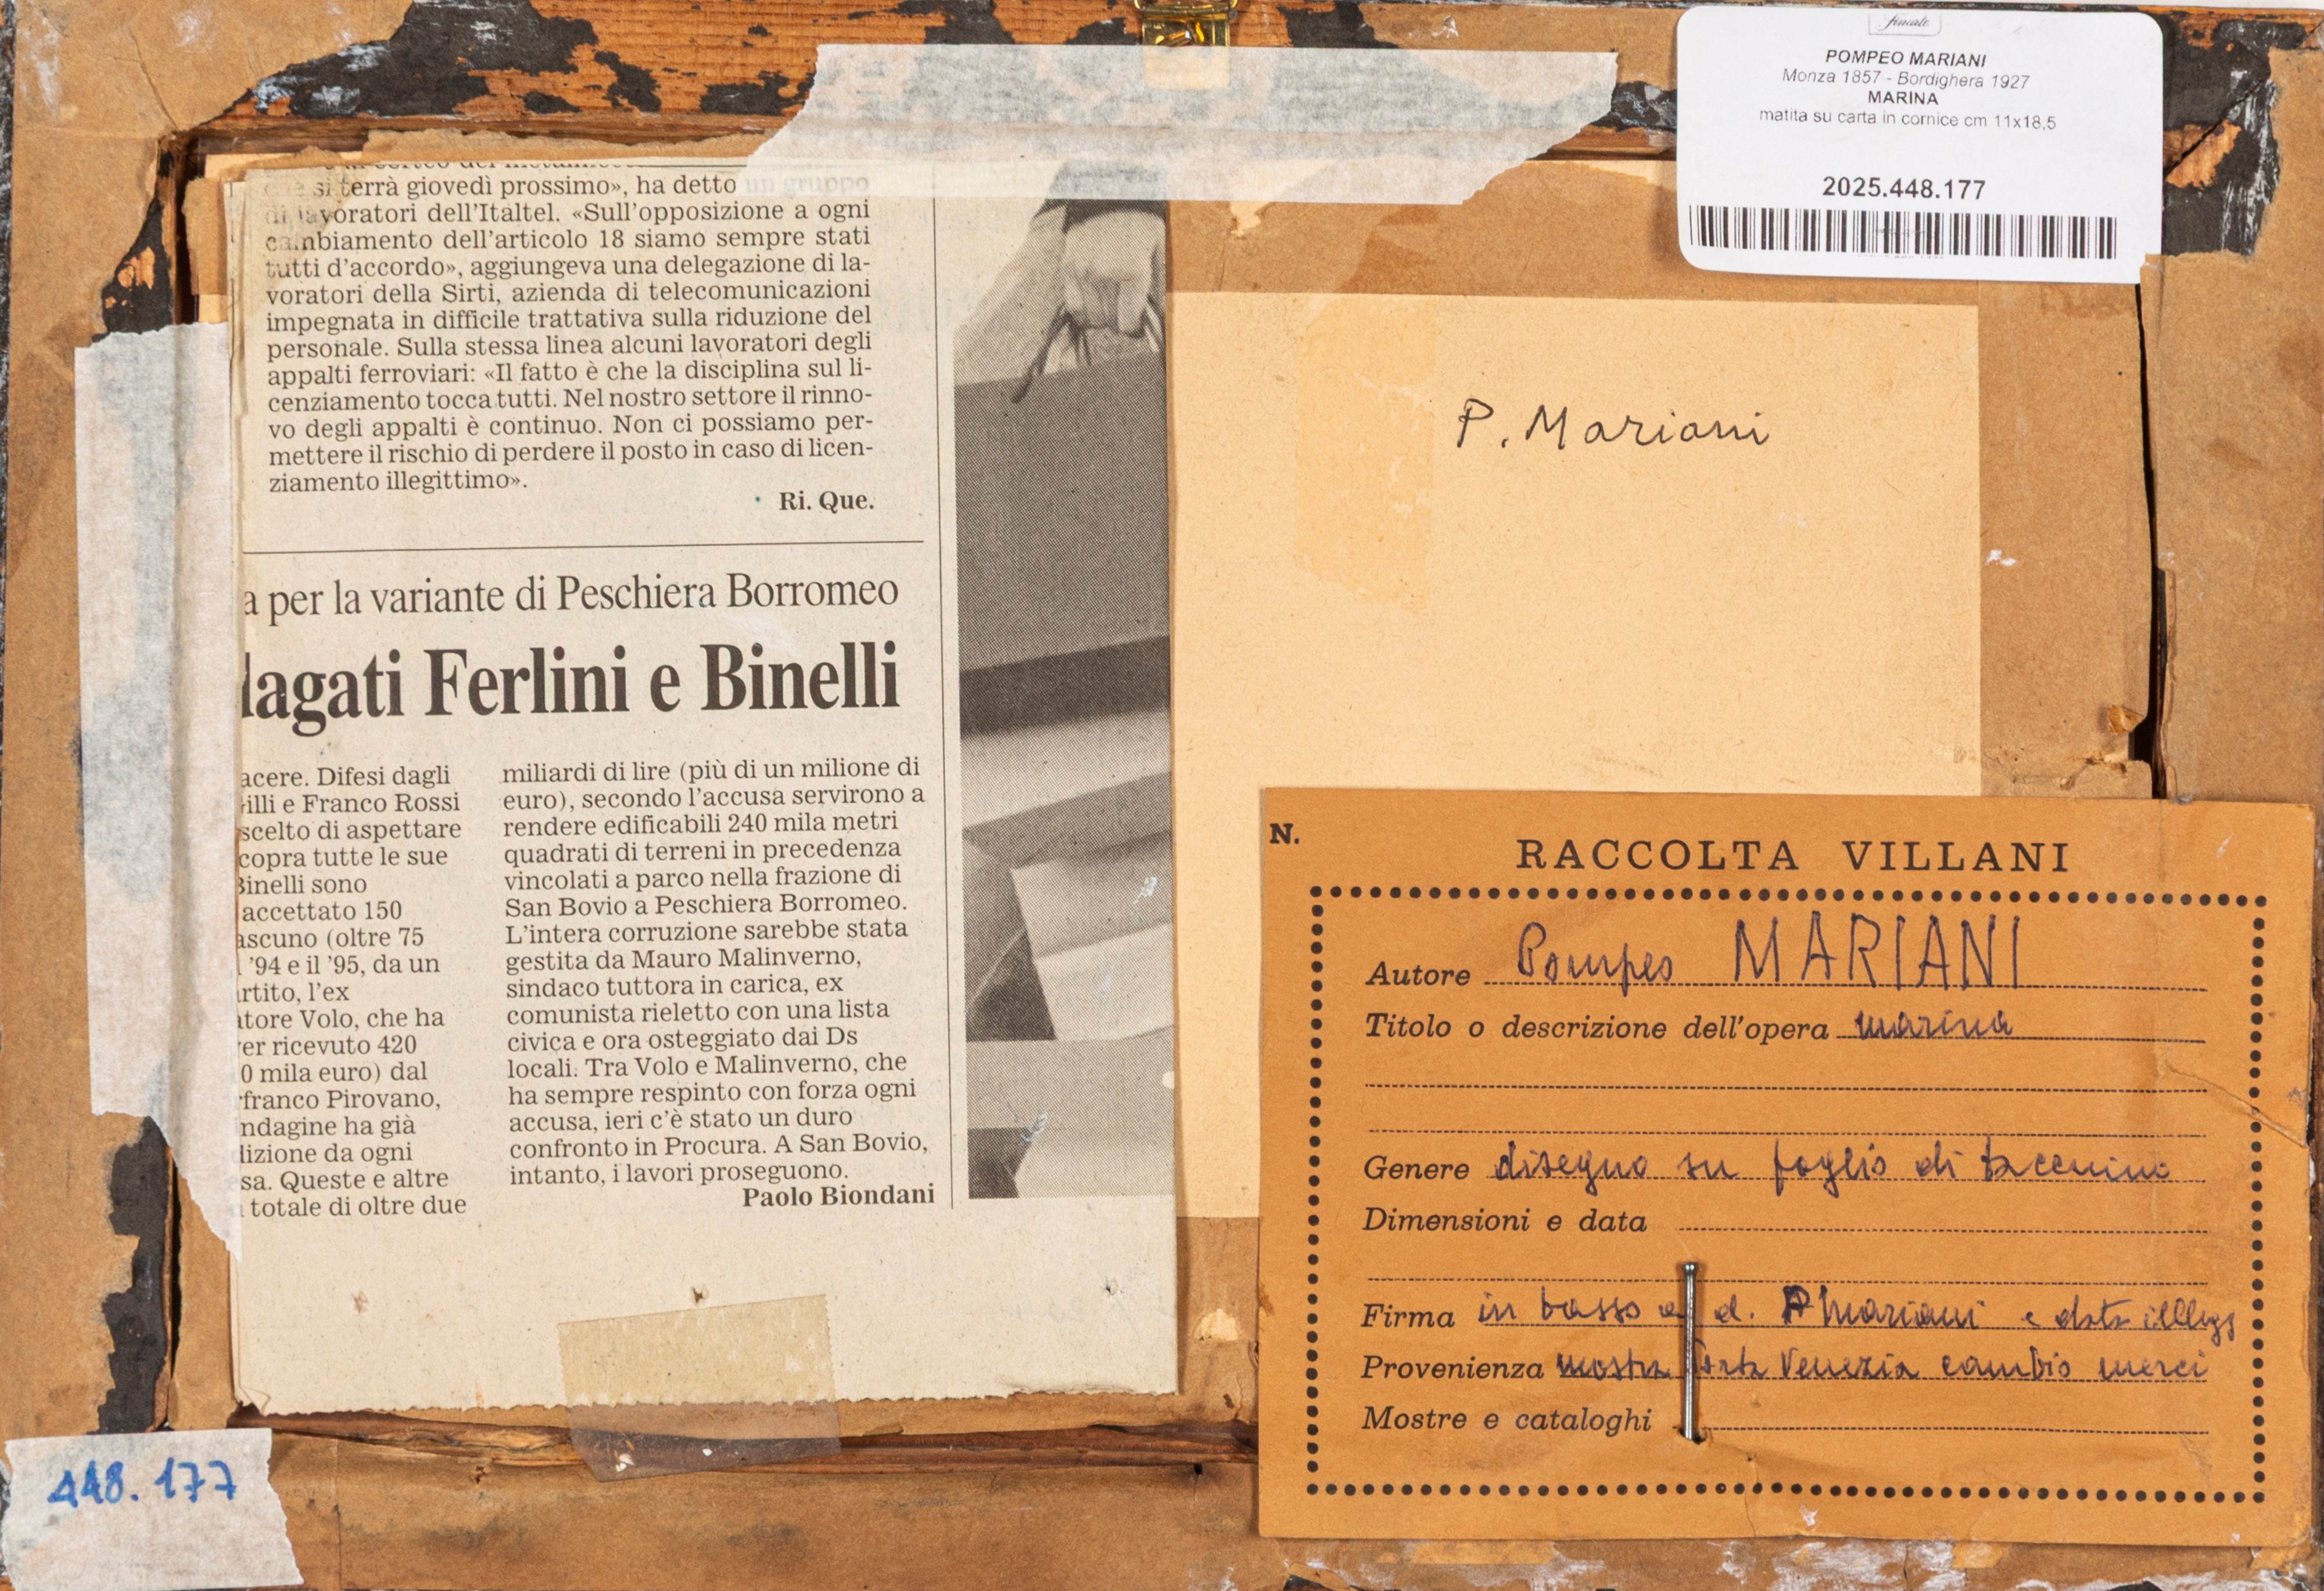 Finarte
POMPEO MARIANI
Monza 1857 - Bordighera 1927
MARINA
matita su carta in cornice cm 11x18,5
2025.448.177
si terrà giovedì prossimo», ha detto un gruppo
di lavoratori dell'Italtel. «Sull'opposizione a ogni
cambiamento dell'articolo 18 siamo sempre stati
tutti d'accordo», aggiungeva una delegazione di la-
voratori della Sirti, azienda di telecomunicazioni
impegnata in difficile trattativa sulla riduzione del
personale. Sulla stessa linea alcuni lavoratori degli
appalti ferroviari: «Il fatto è che la disciplina sul li-
cenziamento tocca tutti. Nel nostro settore il rinno-
vo degli appalti è continuo. Non ci possiamo per-
mettere il rischio di perdere il posto in caso di licen-
ziamento illegittimo».
Ri. Que.
a per la variante di Peschiera Borromeo
dagati Ferlini e Binelli
acere. Difesi dagli
illi e Franco Rossi
scelto di aspettare
copra tutte le sue
Binelli sono
accettato 150
ascuno (oltre 75
'94 e il '95, da un
artito, l'ex
atore Volo, che ha
er ricevuto 420
0 mila euro) dal
rfranco Pirovano,
ndagine ha già
dizione da ogni
sa. Queste e altre
totale di oltre due
miliardi di lire (più di un milione di
euro), secondo l'accusa servirono a
rendere edificabili 240 mila metri
quadrati di terreni in precedenza
vincolati a parco nella frazione di
San Bovio a Peschiera Borromeo.
L'intera corruzione sarebbe stata
gestita da Mauro Malinverno,
sindaco tuttora in carica, ex
comunista rieletto con una lista
civica e ora osteggiato dai Ds
locali. Tra Volo e Malinverno, che
ha sempre respinto con forza ogni
accusa, ieri c'è stato un duro
confronto in Procura. A San Bovio,
intanto, i lavori proseguono.
Paolo Biondani
P. Mariani
N.
RACCOLTA VILLANI
Autore Pompeo MARIANI
Titolo o descrizione dell'opera marina
Genere disegno su foglio di taccuino
Dimensioni e data
Firma in basso a d. PMariani e data illegg
Provenienza mostra Porta Venezia cambio merci
Mostre e cataloghi
448.177